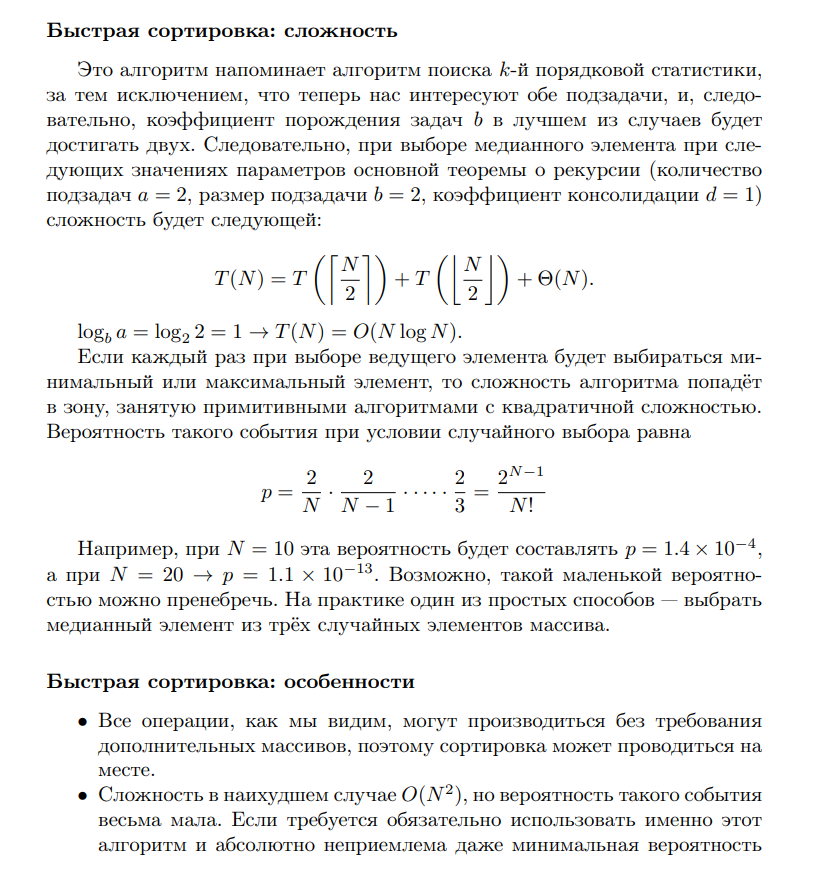 Быстрая сортировка: сложность
Это алгоритм напоминает алгоритм поиска k-й порядковой статистики,
за тем исключением, что теперь нас интересуют обе подзадачи, и, следо-
вательно, коэффициент порождения задач b в лучшем из случаев будет
достигать двух. Следовательно, при выборе медианного элемента при сле-
дующих значениях параметров основной теоремы о рекурсии (количество
подзадач a = 2, размер подзадачи b = 2, коэффициент консолидации d = 1)
сложность будет следующей:
T(N) = T(⌈N/2⌉) + T(⌊N/2⌋) + Θ(N).
log_b a = log_2 2 = 1 → T(N) = O(N log N).
Если каждый раз при выборе ведущего элемента будет выбираться ми-
нимальный или максимальный элемент, то сложность алгоритма попадёт
в зону, занятую примитивными алгоритмами с квадратичной сложностью.
Вероятность такого события при условии случайного выбора равна
p = 2/N · 2/(N − 1) · · · · · 2/3 = 2^(N−1)/N!
Например, при N = 10 эта вероятность будет составлять p = 1.4 × 10^−4,
а при N = 20 → p = 1.1 × 10^−13. Возможно, такой маленькой вероятно-
стью можно пренебречь. На практике один из простых способов — выбрать
медианный элемент из трёх случайных элементов массива.
Быстрая сортировка: особенности
• Все операции, как мы видим, могут производиться без требования
дополнительных массивов, поэтому сортировка может проводиться на
месте.
• Сложность в наихудшем случае O(N^2), но вероятность такого события
весьма мала. Если требуется обязательно использовать именно этот
алгоритм и абсолютно неприемлема даже минимальная вероятность